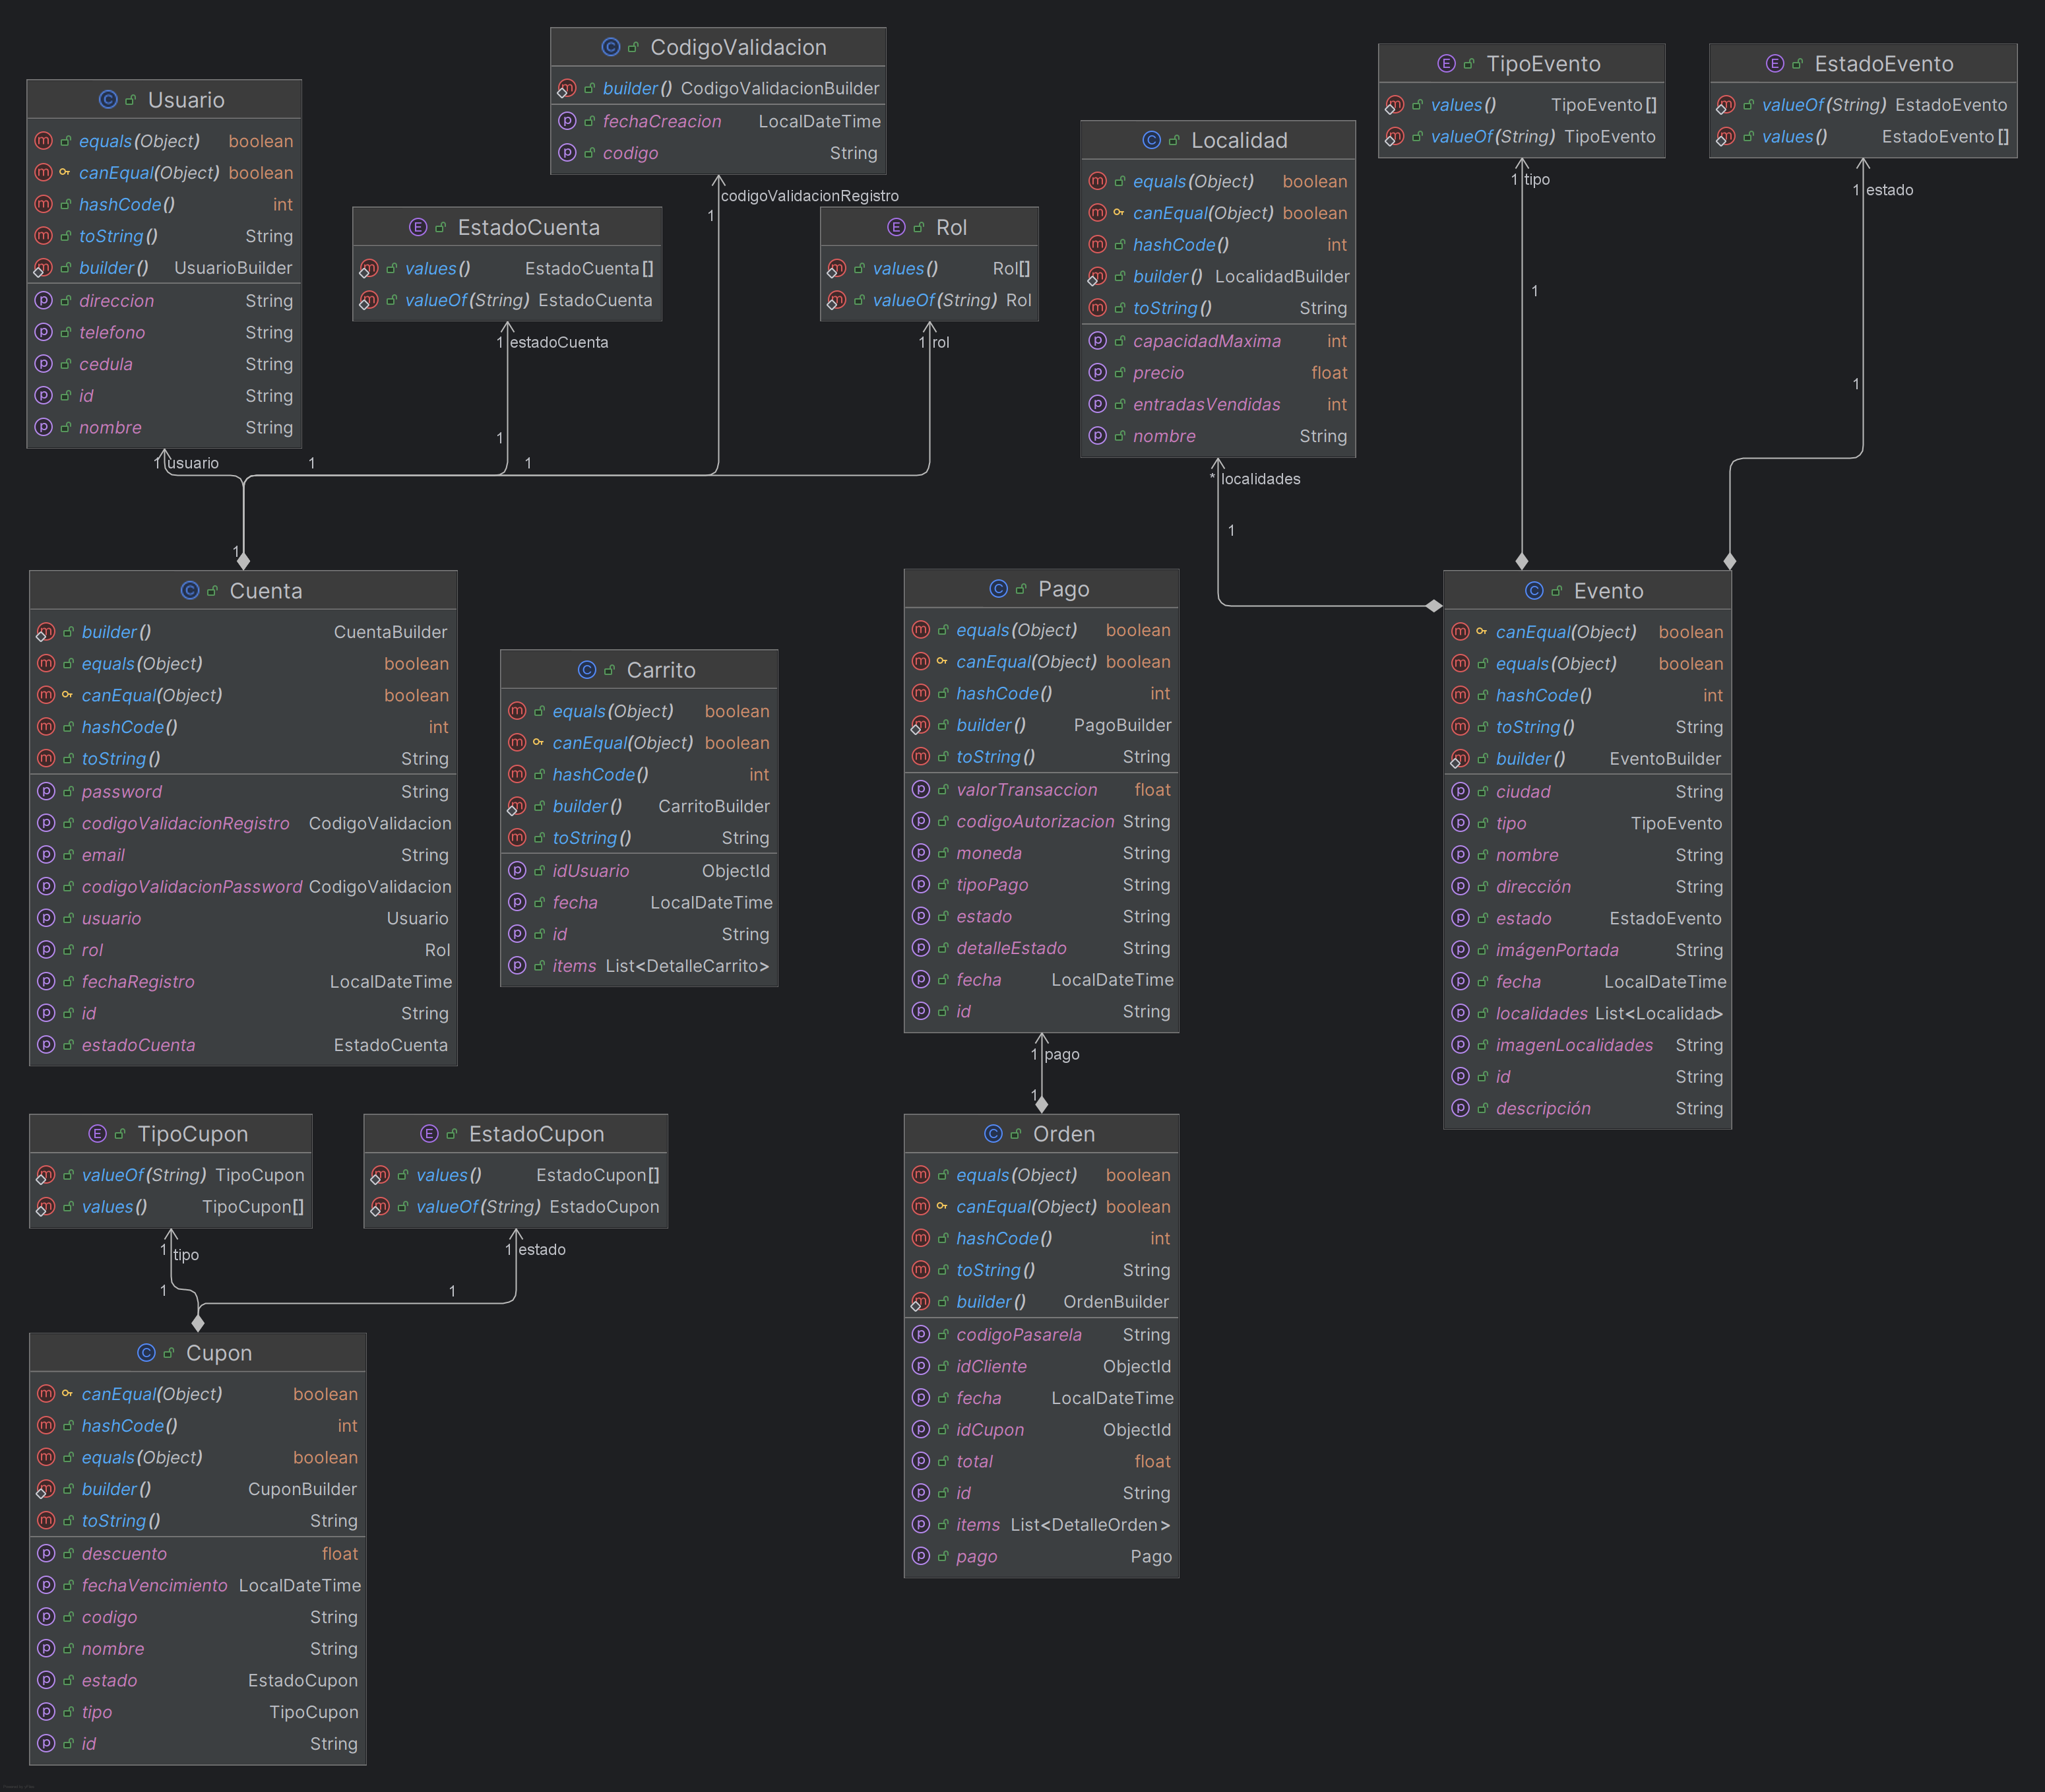 CodigoValidacion
builder() CodigoValidacionBuilder
fechaCreacion LocalDateTime
codigo String
TipoEvento
values() TipoEvento[]
valueOf(String) TipoEvento
EstadoEvento
valueOf(String) EstadoEvento
values() EstadoEvento[]
Usuario
equals(Object) boolean
canEqual(Object) boolean
hashCode() int
toString() String
builder() UsuarioBuilder
direccion String
telefono String
cedula String
id String
nombre String
Localidad
equals(Object) boolean
canEqual(Object) boolean
hashCode() int
builder() LocalidadBuilder
toString() String
capacidadMaxima int
precio float
entradasVendidas int
nombre String
1 tipo
1 estado
codigoValidacionRegistro
1
EstadoCuenta
values() EstadoCuenta[]
valueOf(String) EstadoCuenta
Rol
values() Rol[]
valueOf(String) Rol
1
1 estadoCuenta
1 rol
1
1
1 usuario
1
1
* localidades
1
1
Cuenta
builder() CuentaBuilder
equals(Object) boolean
canEqual(Object) boolean
hashCode() int
toString() String
password String
codigoValidacionRegistro CodigoValidacion
email String
codigoValidacionPassword CodigoValidacion
usuario Usuario
rol Rol
fechaRegistro LocalDateTime
id String
estadoCuenta EstadoCuenta
Carrito
equals(Object) boolean
canEqual(Object) boolean
hashCode() int
builder() CarritoBuilder
toString() String
idUsuario ObjectId
fecha LocalDateTime
id String
items List<DetalleCarrito>
Pago
equals(Object) boolean
canEqual(Object) boolean
hashCode() int
builder() PagoBuilder
toString() String
valorTransaccion float
codigoAutorizacion String
moneda String
tipoPago String
estado String
detalleEstado String
fecha LocalDateTime
id String
Evento
canEqual(Object) boolean
equals(Object) boolean
hashCode() int
toString() String
builder() EventoBuilder
ciudad String
tipo TipoEvento
nombre String
dirección String
estado EstadoEvento
imágenPortada String
fecha LocalDateTime
localidades List<Localidad>
imagenLocalidades String
id String
descripción String
1 pago
1
TipoCupon
valueOf(String) TipoCupon
values() TipoCupon[]
EstadoCupon
values() EstadoCupon[]
valueOf(String) EstadoCupon
1 tipo
1 estado
1
1
Orden
equals(Object) boolean
canEqual(Object) boolean
hashCode() int
toString() String
builder() OrdenBuilder
codigoPasarela String
idCliente ObjectId
fecha LocalDateTime
idCupon ObjectId
total float
id String
items List<DetalleOrden>
pago Pago
Cupon
canEqual(Object) boolean
hashCode() int
equals(Object) boolean
builder() CuponBuilder
toString() String
descuento float
fechaVencimiento LocalDateTime
codigo String
nombre String
estado EstadoCupon
tipo TipoCupon
id String